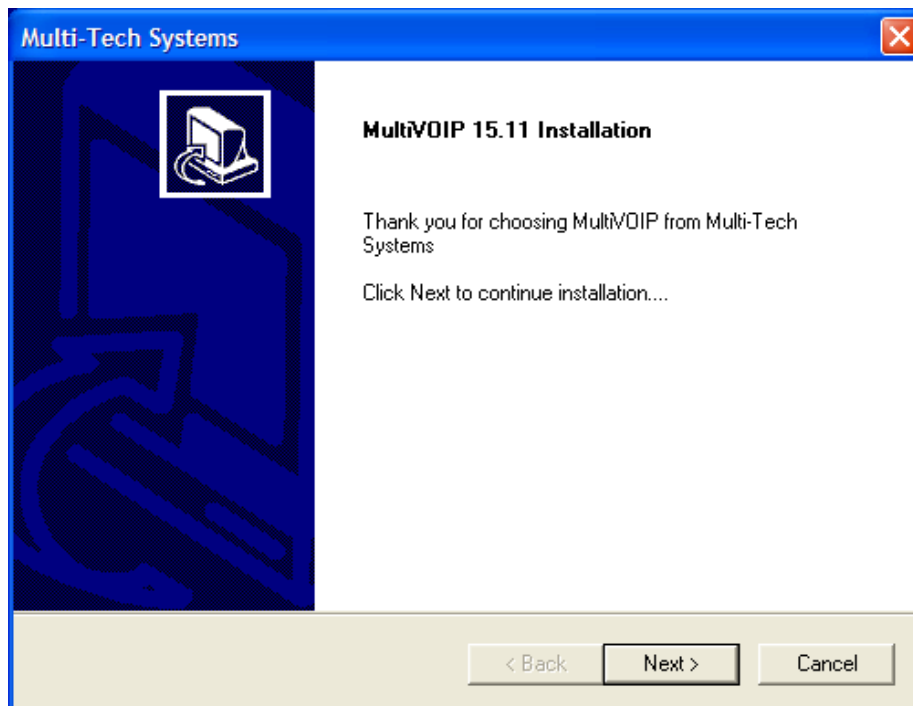 Multi-Tech Systems
MultiVOIP 15.11 Installation
Thank you for choosing MultiVOIP from Multi-Tech
Systems
Click Next to continue installation....
< Back
Next >
Cancel